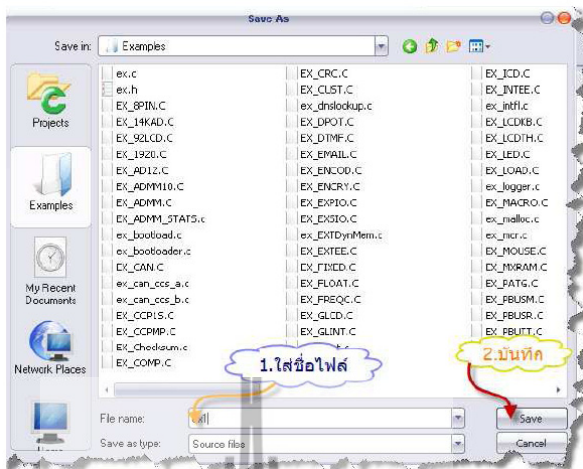 Save As
Save in: Examples
Projects
Examples
My Recent Documents
Network Places
ex.c
ex.h
EX_8PIN.C
EX_14KAD.C
EX_92LCD.C
EX_1920.C
EX_AD12.C
EX_ADMM10.C
EX_ADMM.C
EX_ADMM_STATS.c
ex_bootload.c
ex_bootloader.c
EX_CAN.C
ex_can_ccs_a.c
ex_can_ccs_b.c
EX_CCP1S.C
EX_CCPMP.C
EX_Checksum.c
EX_COMP.C
EX_CRC.C
EX_CUST.C
ex_dnslookup.c
EX_DPOT.C
EX_DTMF.C
EX_EMAIL.C
EX_ENCOD.C
EX_ENCRY.C
EX_EXPIO.C
EX_EXSIO.C
ex_EXTDynMem.c
EX_EXTEE.C
EX_FIXED.C
EX_FLOAT.C
EX_FREQC.C
EX_GLCD.C
EX_GLINT.C
EX_ICD.C
EX_INTEE.C
ex_intfl.c
EX_LCDKB.C
EX_LCDTH.C
EX_LED.C
EX_LOAD.C
ex_logger.c
EX_MACRO.C
ex_malloc.c
ex_mcr.c
EX_MOUSE.C
EX_MXRAM.C
EX_PATG.C
EX_PBUSM.C
EX_PBUSR.C
EX_PBUTT.C
1.ใส่ชื่อไฟล์
2.บันทึก
File name: ex1
Save
Save as type: Source files
Cancel